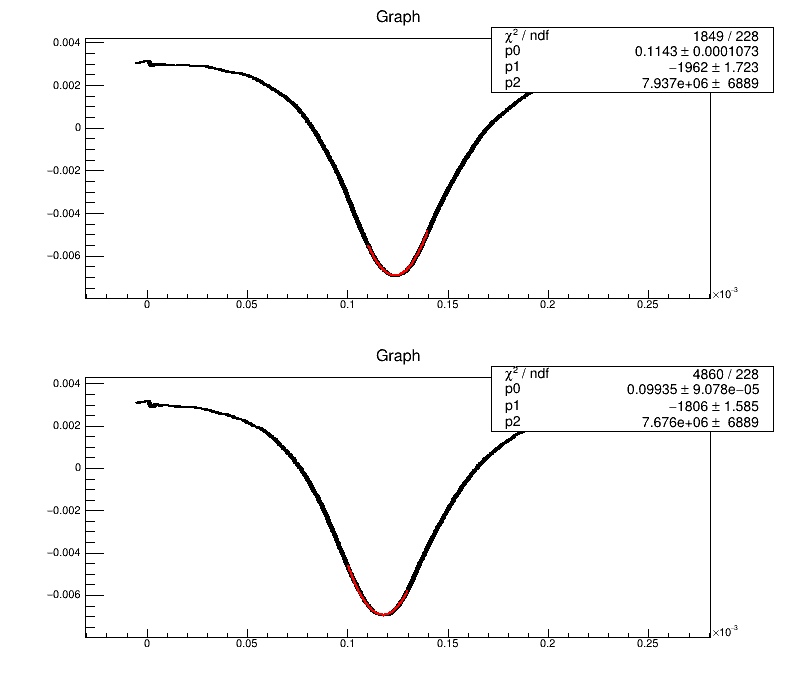 Graph
χ² / ndf 1849 / 228
p0 0.1143 ± 0.0001073
p1 −1962 ± 1.723
p2 7.937e+06 ± 6889
0.004
0.002
0
−0.002
−0.004
−0.006
0 0.05 0.1 0.15 0.2 0.25
×10⁻³
Graph
χ² / ndf 4860 / 228
p0 0.09935 ± 9.078e−05
p1 −1806 ± 1.585
p2 7.676e+06 ± 6889
0.004
0.002
0
−0.002
−0.004
−0.006
0 0.05 0.1 0.15 0.2 0.25
×10⁻³